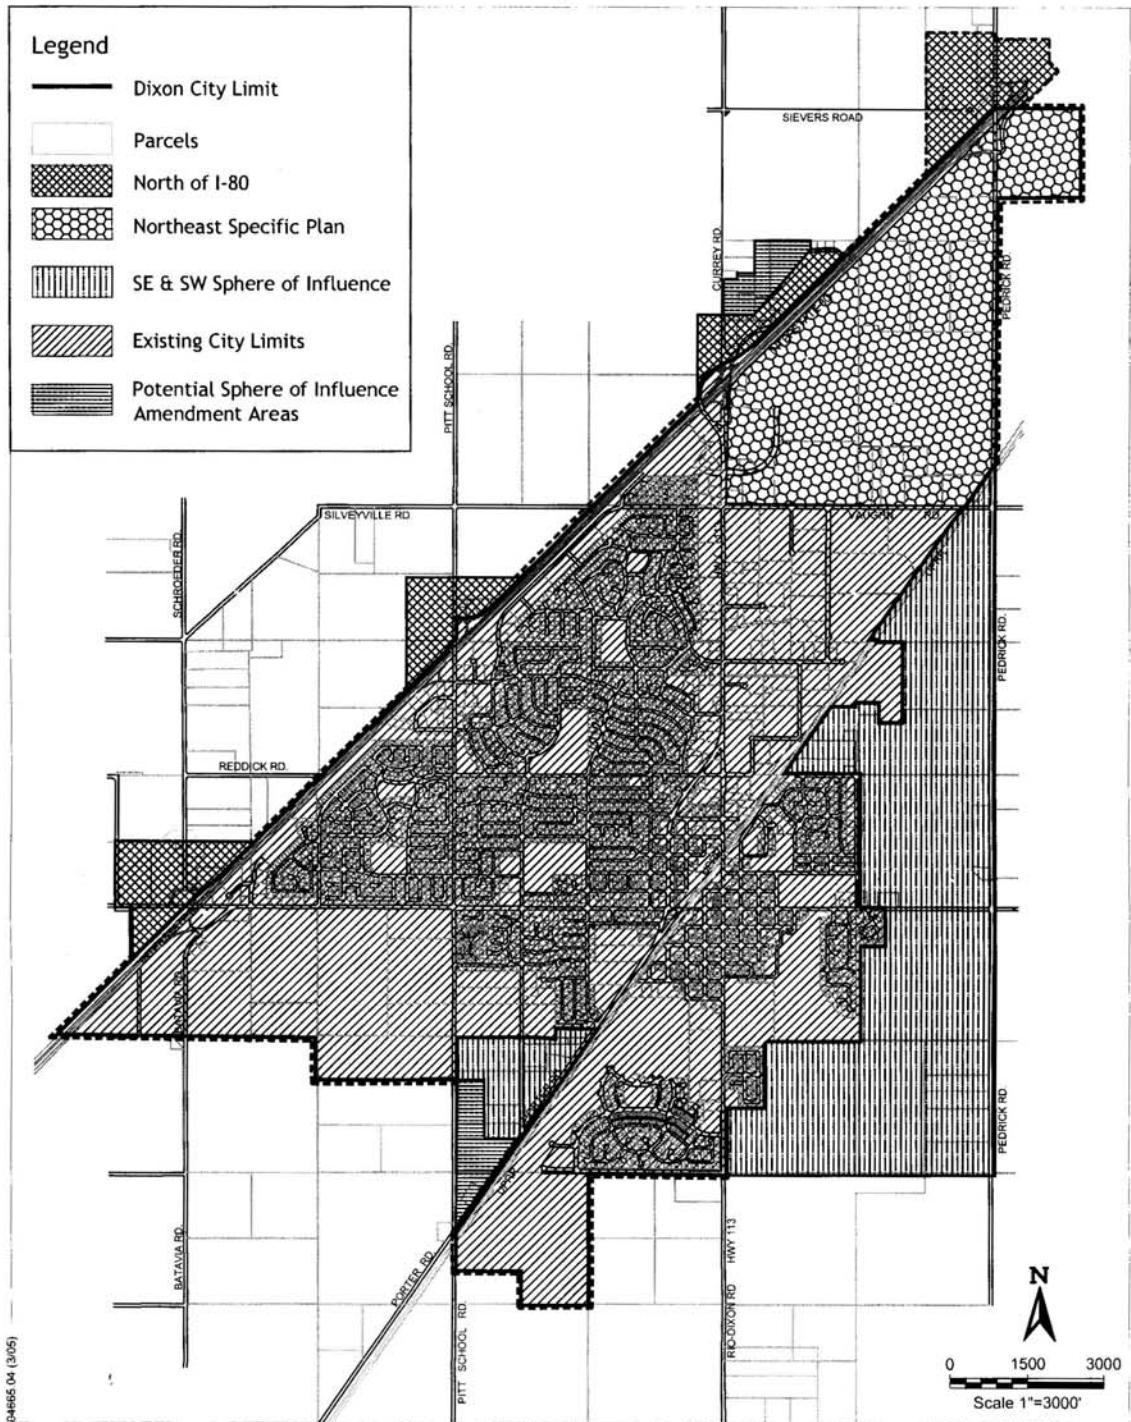 Legend
Dixon City Limit
Parcels
North of I-80
Northeast Specific Plan
SE & SW Sphere of Influence
Existing City Limits
Potential Sphere of Influence
Amendment Areas
SIEVERS ROAD
CURREY RD.
PEDRICK RD.
PITT SCHOOL RD.
SILVEYVILLE RD.
VAUGHN RD.
SCHROEDER RD.
PEDRICK RD.
REDDICK RD.
BATAVIA RD.
PEDRICK RD.
BATAVIA RD.
PORTER RD.
PITT SCHOOL RD.
HWY 113
RIO-DIXON RD
N
0 1500 3000
Scale 1"=3000'
04665.04 (3/05)